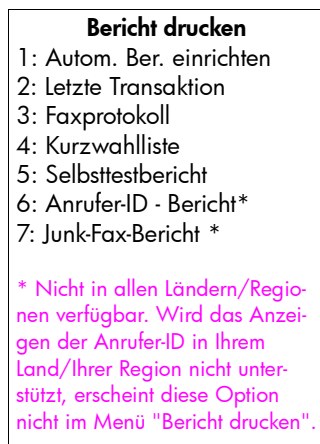 Bericht drucken
1: Autom. Ber. einrichten
2: Letzte Transaktion
3: Faxprotokoll
4: Kurzwahlliste
5: Selbsttestbericht
6: Anrufer-ID - Bericht*
7: Junk-Fax-Bericht *
* Nicht in allen Ländern/Regio-
nen verfügbar. Wird das Anzei-
gen der Anrufer-ID in Ihrem
Land/Ihrer Region nicht unter-
stützt, erscheint diese Option
nicht im Menü "Bericht drucken".